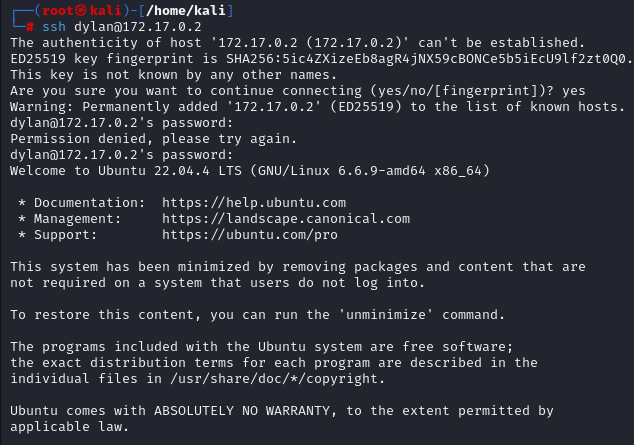 ┌──(root㉿kali)-[/home/kali]
└─# ssh dylan@172.17.0.2
The authenticity of host '172.17.0.2 (172.17.0.2)' can't be established.
ED25519 key fingerprint is SHA256:5ic4ZXizeEb8agR4jNX59cBONCe5b5iEcU9lf2zt0Q0.
This key is not known by any other names.
Are you sure you want to continue connecting (yes/no/[fingerprint])? yes
Warning: Permanently added '172.17.0.2' (ED25519) to the list of known hosts.
dylan@172.17.0.2's password:
Permission denied, please try again.
dylan@172.17.0.2's password:
Welcome to Ubuntu 22.04.4 LTS (GNU/Linux 6.6.9-amd64 x86_64)
* Documentation: https://help.ubuntu.com
* Management: https://landscape.canonical.com
* Support: https://ubuntu.com/pro
This system has been minimized by removing packages and content that are
not required on a system that users do not log into.
To restore this content, you can run the 'unminimize' command.
The programs included with the Ubuntu system are free software;
the exact distribution terms for each program are described in the
individual files in /usr/share/doc/*/copyright.
Ubuntu comes with ABSOLUTELY NO WARRANTY, to the extent permitted by
applicable law.